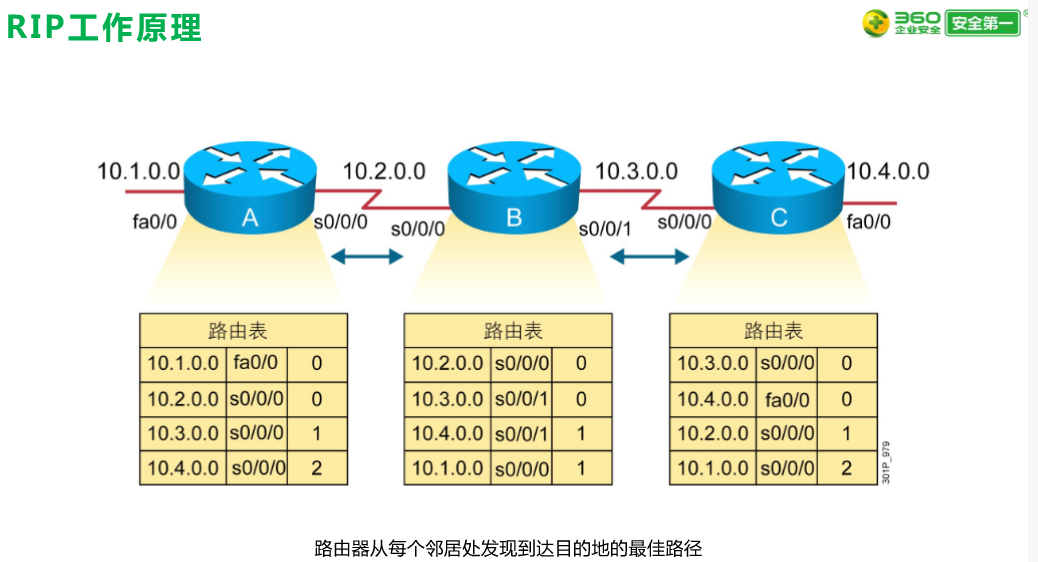 RIP工作原理
360
企业安全
安全第一
®
10.1.0.0
10.2.0.0
10.3.0.0
10.4.0.0
A
B
C
fa0/0
s0/0/0
s0/0/0
s0/0/1
s0/0/0
fa0/0
路由表
10.1.0.0 fa0/0 0
10.2.0.0 s0/0/0 0
10.3.0.0 s0/0/0 1
10.4.0.0 s0/0/0 2
路由表
10.2.0.0 s0/0/0 0
10.3.0.0 s0/0/1 0
10.4.0.0 s0/0/1 1
10.1.0.0 s0/0/0 1
路由表
10.3.0.0 s0/0/0 0
10.4.0.0 fa0/0 0
10.2.0.0 s0/0/0 1
10.1.0.0 s0/0/0 2
301P_979
路由器从每个邻居处发现到达目的地的最佳路径